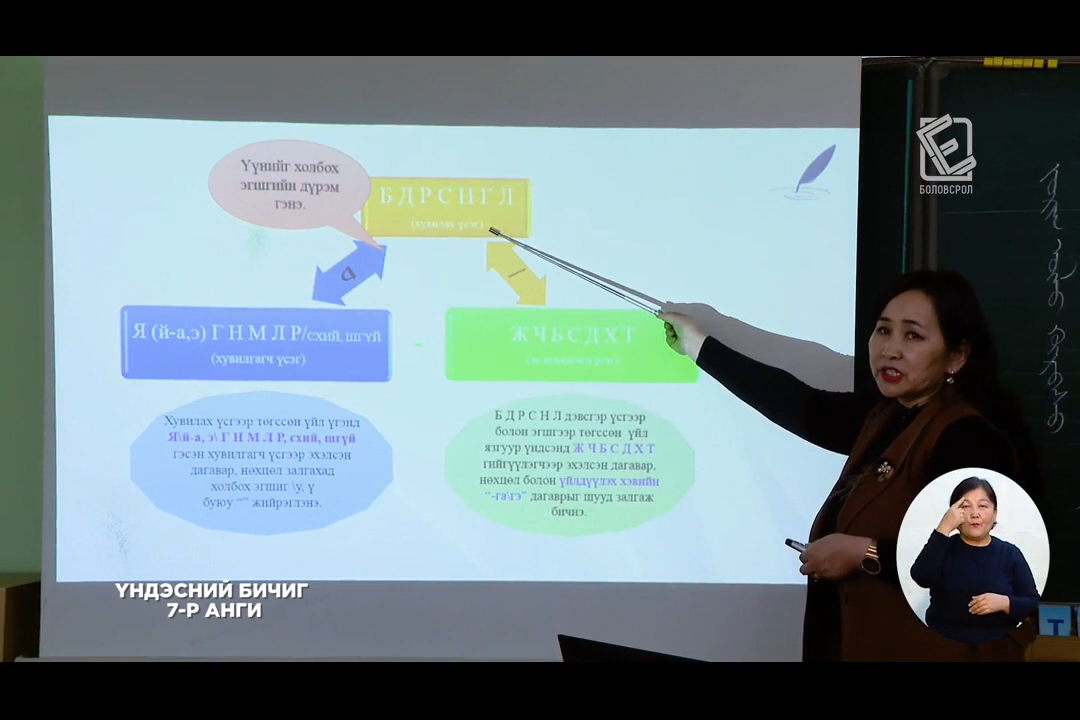 Үүнийг холбох
эгшгийн дүрэм
гэнэ.
Б Д Р С Н Г Л
(хувилах үсэг)
Я (й-а,э) Г Н М Л Р/схий, шгүй
(хувилгагч үсэг)
Ж Ч Б С Д Х Т
Хувилах үсгээр төгссөн үйл үгэнд
Я\й-а, э\ Г Н М Л Р, схий, шгүй
гэсэн хувилгагч үсгээр эхэлсэн
дагавар, нөхцөл залгахад
холбох эгшиг \у, ү
буюу “” жийрэглэнэ.
Б Д Р С Н Л дэвсгэр үсгээр
болон эгшгээр төгссөн үйл
язгуур үндсэнд Ж Ч Б С Д Х Т
гийгүүлэгчээр эхэлсэн дагавар,
нөхцөл болон үйлдүүлэх хэвийн
“-га\гэ” дагаврыг шууд залгаж
бичнэ.
БОЛОВСРОЛ
ҮНДЭСНИЙ БИЧИГ
7-Р АНГИ
Т